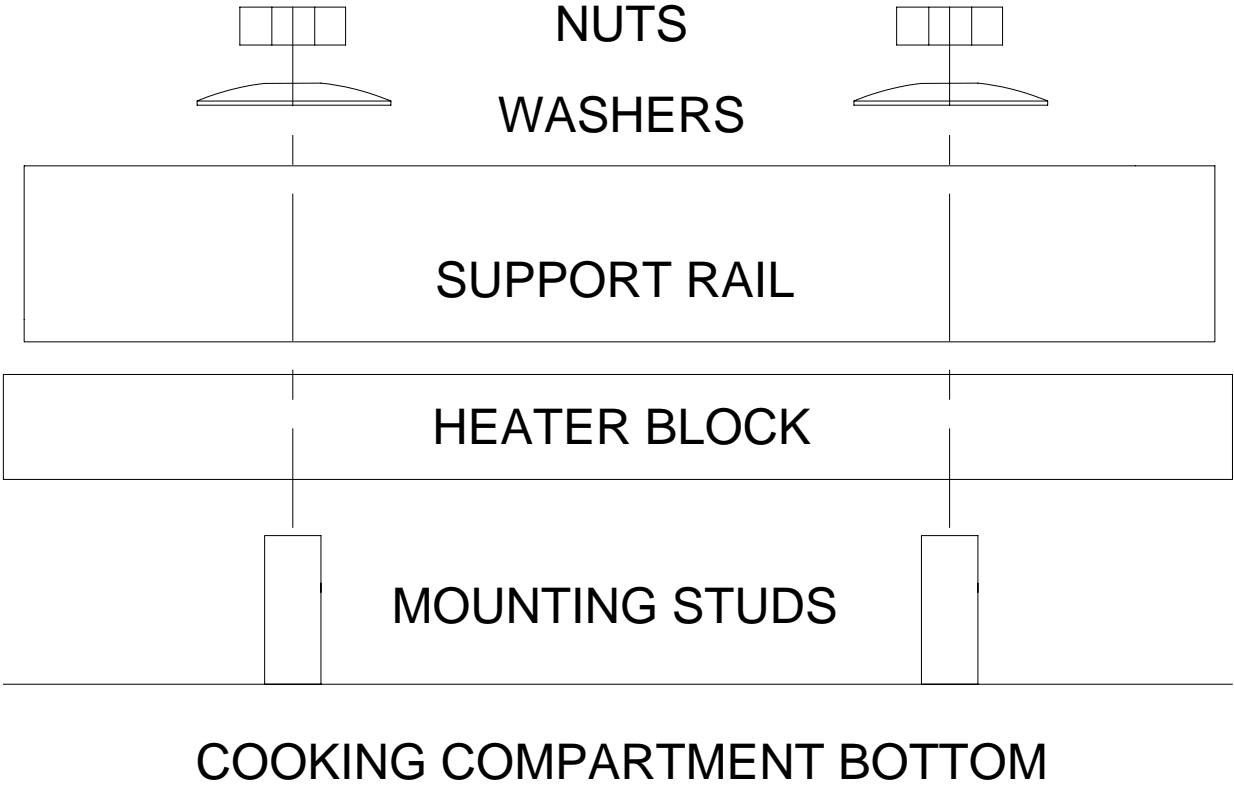 NUTS
WASHERS
SUPPORT RAIL
HEATER BLOCK
MOUNTING STUDS
COOKING COMPARTMENT BOTTOM